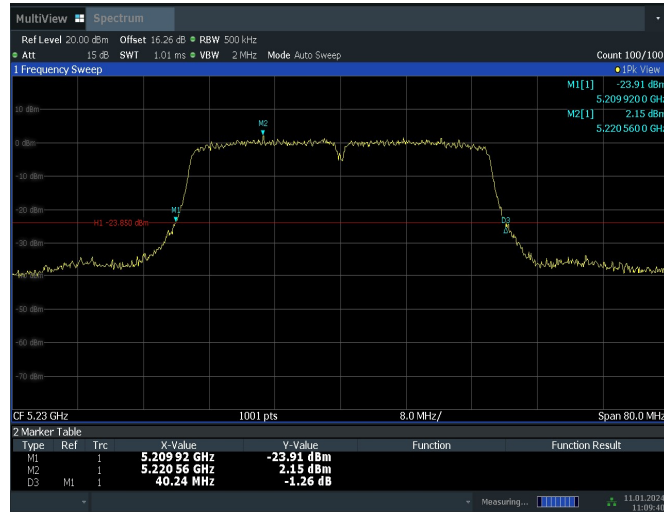 MultiView Spectrum
Ref Level 20.00 dBm Offset 16.26 dB RBW 500 kHz
Att 15 dB SWT 1.01 ms VBW 2 MHz Mode Auto Sweep Count 100/100
1 Frequency Sweep 1Pk View
M1[1] -23.91 dBm
5.209 920 0 GHz
M2[1] 2.15 dBm
5.220 560 0 GHz
10 dBm
M2
0 dBm
-10 dBm
-20 dBm
M1
H1 -23.850 dBm
D3
-30 dBm
-40 dBm
-50 dBm
-60 dBm
-70 dBm
CF 5.23 GHz 1001 pts 8.0 MHz/ Span 80.0 MHz
2 Marker Table
Type Ref Trc X-Value Y-Value Function Function Result
M1 1 5.209 92 GHz -23.91 dBm
M2 1 5.220 56 GHz 2.15 dBm
D3 M1 1 40.24 MHz -1.26 dB
Measuring... 11.01.2024
11:09:40